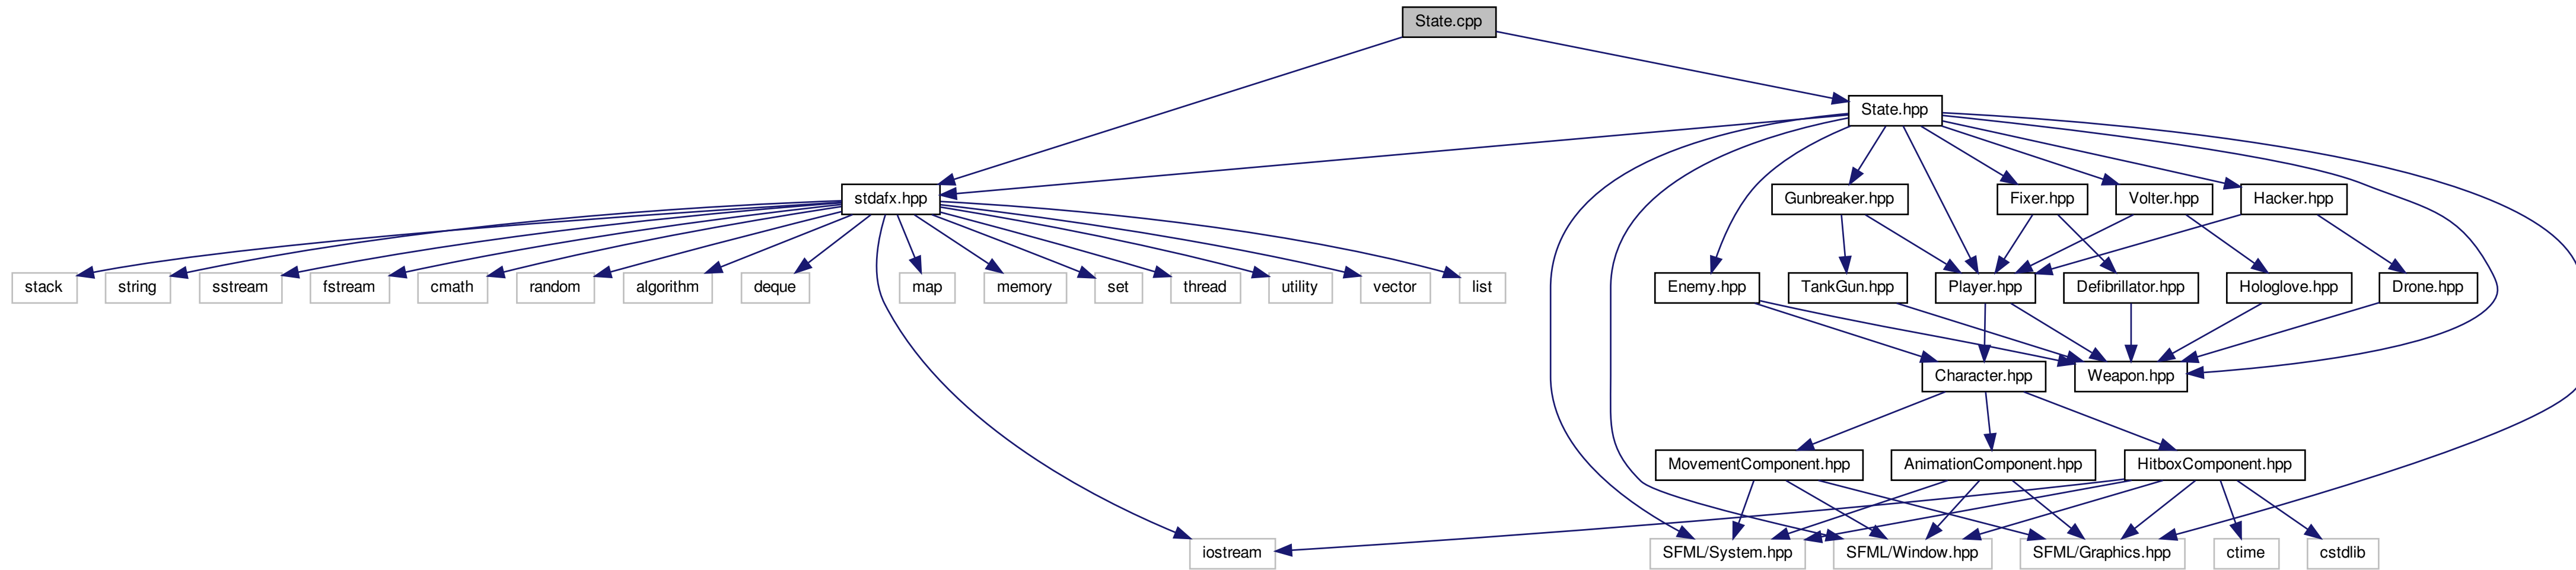 State.cpp
State.hpp
stdafx.hpp
Gunbreaker.hpp
Fixer.hpp
Volter.hpp
Hacker.hpp
stack
string
sstream
fstream
cmath
random
algorithm
deque
map
memory
set
thread
utility
vector
list
Enemy.hpp
TankGun.hpp
Player.hpp
Defibrillator.hpp
Hologlove.hpp
Drone.hpp
Character.hpp
Weapon.hpp
MovementComponent.hpp
AnimationComponent.hpp
HitboxComponent.hpp
iostream
SFML/System.hpp
SFML/Window.hpp
SFML/Graphics.hpp
ctime
cstdlib